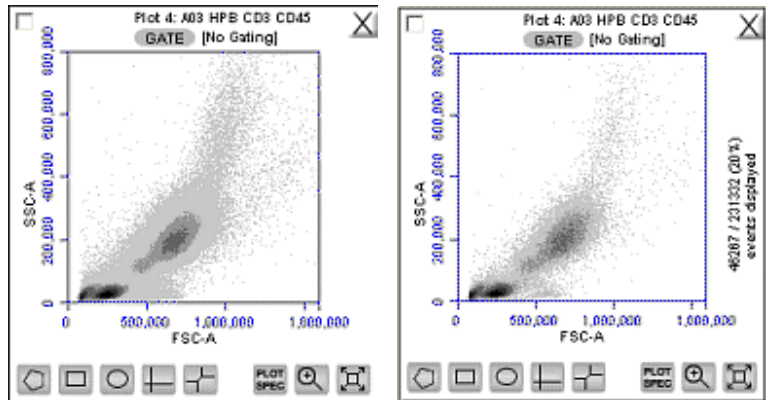 Plot 4: A03 HPB CD3 CD45
GATE [No Gating]
800,000
600,000
400,000
200,000
0
SSC-A
0
500,000
1,000,000
1,500,000
FSC-A
PLOT
SPEC
Plot 4: A03 HPB CD3 CD45
GATE [No Gating]
800,000
600,000
400,000
200,000
0
SSC-A
0
500,000
1,000,000
1,500,000
FSC-A
46267 / 231332 (20%)
events displayed
PLOT
SPEC